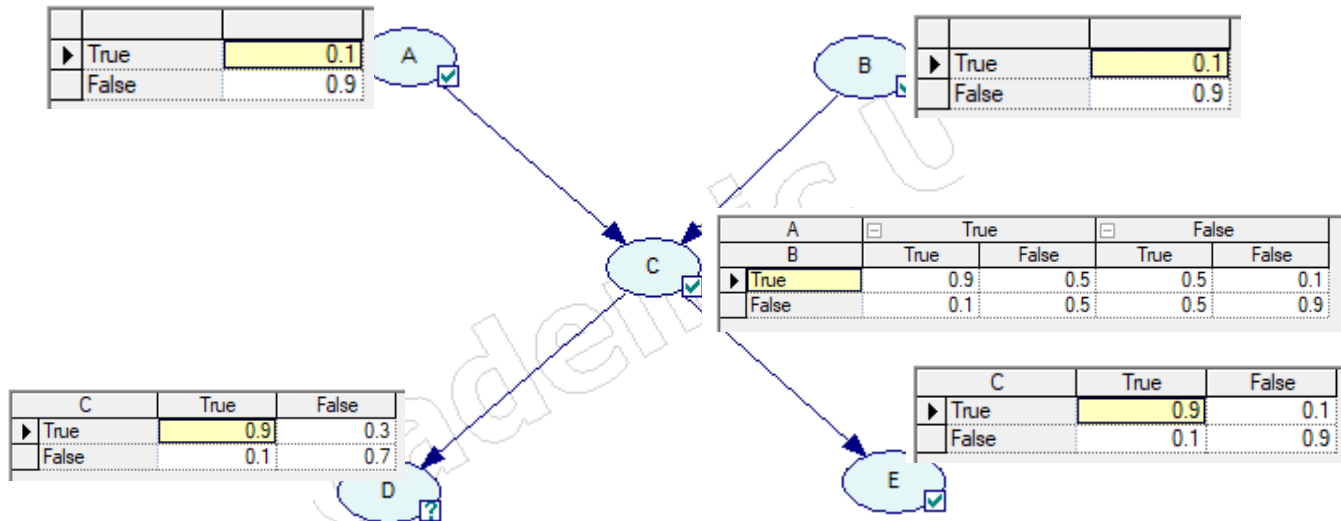 True 0.1
False 0.9
A
B
True 0.1
False 0.9
C
A True False
B True False True False
True 0.9 0.5 0.5 0.1
False 0.1 0.5 0.5 0.9
C True False
True 0.9 0.3
False 0.1 0.7
C True False
True 0.9 0.1
False 0.1 0.9
D
?
E